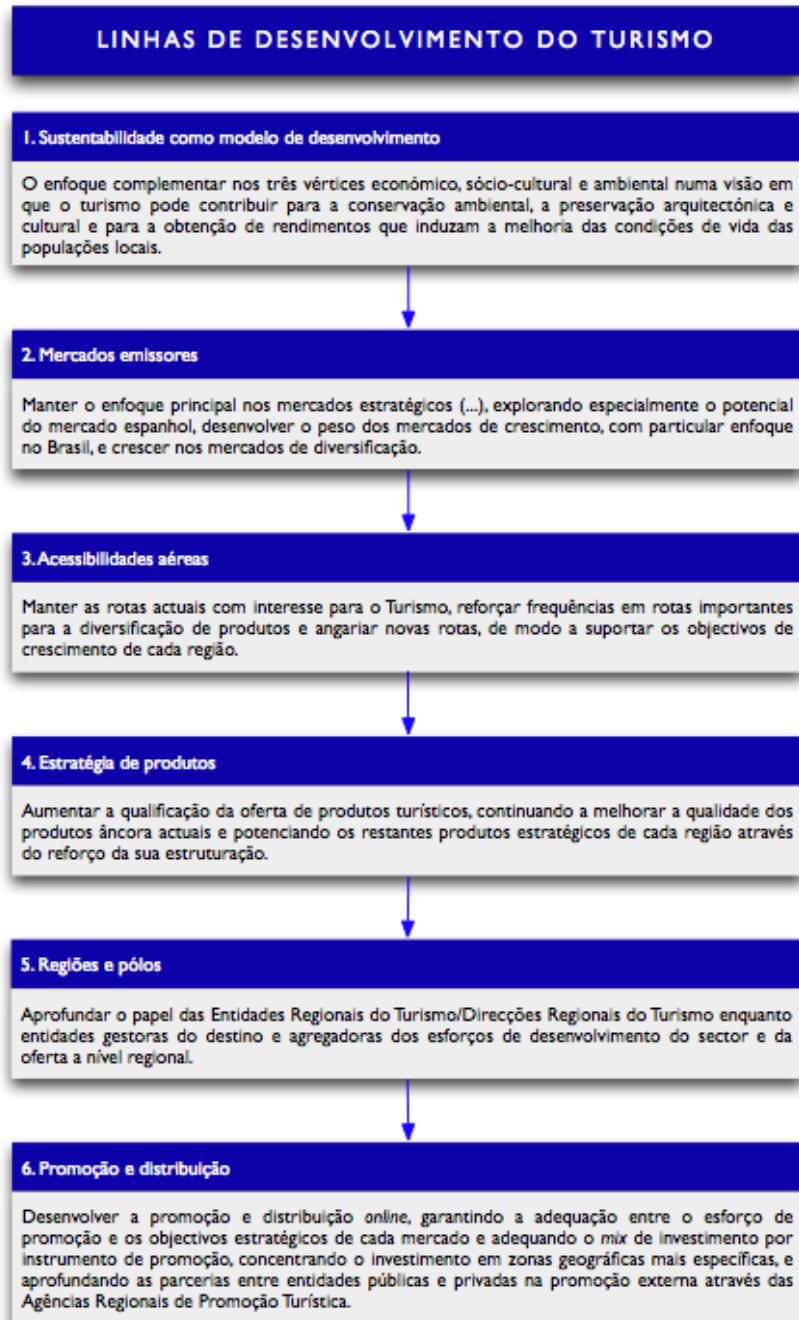 LINHAS DE DESENVOLVIMENTO DO TURISMO
1. Sustentabilidade como modelo de desenvolvimento
O enfoque complementar nos três vértices económico, sócio-cultural e ambiental numa visão em
que o turismo pode contribuir para a conservação ambiental, a preservação arquitectónica e
cultural e para a obtenção de rendimentos que induzam a melhoria das condições de vida das
populações locais.
2. Mercados emissores
Manter o enfoque principal nos mercados estratégicos (...), explorando especialmente o potencial
do mercado espanhol, desenvolver o peso dos mercados de crescimento, com particular enfoque
no Brasil, e crescer nos mercados de diversificação.
3. Acessibilidades aéreas
Manter as rotas actuais com interesse para o Turismo, reforçar frequências em rotas importantes
para a diversificação de produtos e angariar novas rotas, de modo a suportar os objectivos de
crescimento de cada região.
4. Estratégia de produtos
Aumentar a qualificação da oferta de produtos turísticos, continuando a melhorar a qualidade dos
produtos âncora actuais e potenciando os restantes produtos estratégicos de cada região através
do reforço da sua estruturação.
5. Regiões e pólos
Aprofundar o papel das Entidades Regionais do Turismo/Direcções Regionais do Turismo enquanto
entidades gestoras do destino e agregadoras dos esforços de desenvolvimento do sector e da
oferta a nível regional.
6. Promoção e distribuição
Desenvolver a promoção e distribuição online, garantindo a adequação entre o esforço de
promoção e os objectivos estratégicos de cada mercado e adequando o mix de investimento por
instrumento de promoção, concentrando o investimento em zonas geográficas mais específicas, e
aprofundando as parcerias entre entidades públicas e privadas na promoção externa através das
Agências Regionais de Promoção Turística.